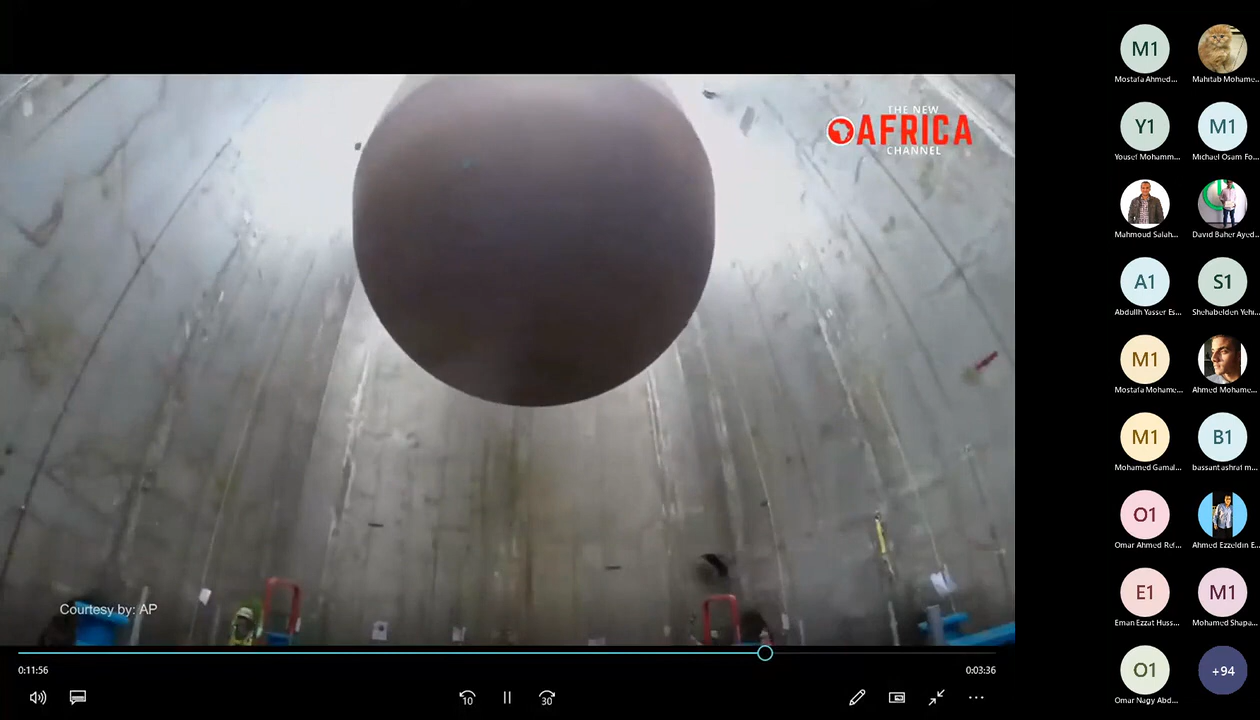 THE NEW
AFRICA
CHANNEL
Courtesy by: AP
0:11:56
0:03:36
10
30
M1
Mostafa Ahmed...
Mahitab Mohame...
Y1
Yousef Mohamm...
M1
Michael Osam Fo...
Mahmoud Salah...
David Baher Ayed...
A1
Abdullh Yasser Es...
S1
Shehabelden Yehi...
M1
Mostafa Mohame...
Ahmed Mohame...
M1
Mohamed Gamal...
B1
bassant ashraf m...
O1
Omar Ahmed Ref...
Ahmed Ezzeldin E...
E1
Eman Ezzat Huss...
M1
Mohamed Shapa...
O1
Omar Nagy Abd...
+94